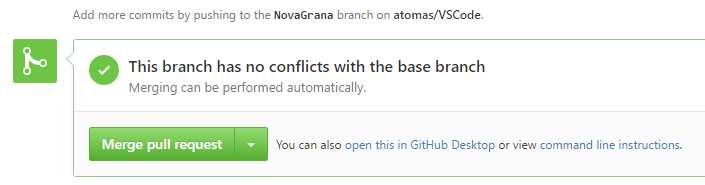 Add more commits by pushing to the NovaGrana branch on atomas/VSCode.
This branch has no conflicts with the base branch
Merging can be performed automatically.
Merge pull request
You can also open this in GitHub Desktop or view command line instructions.